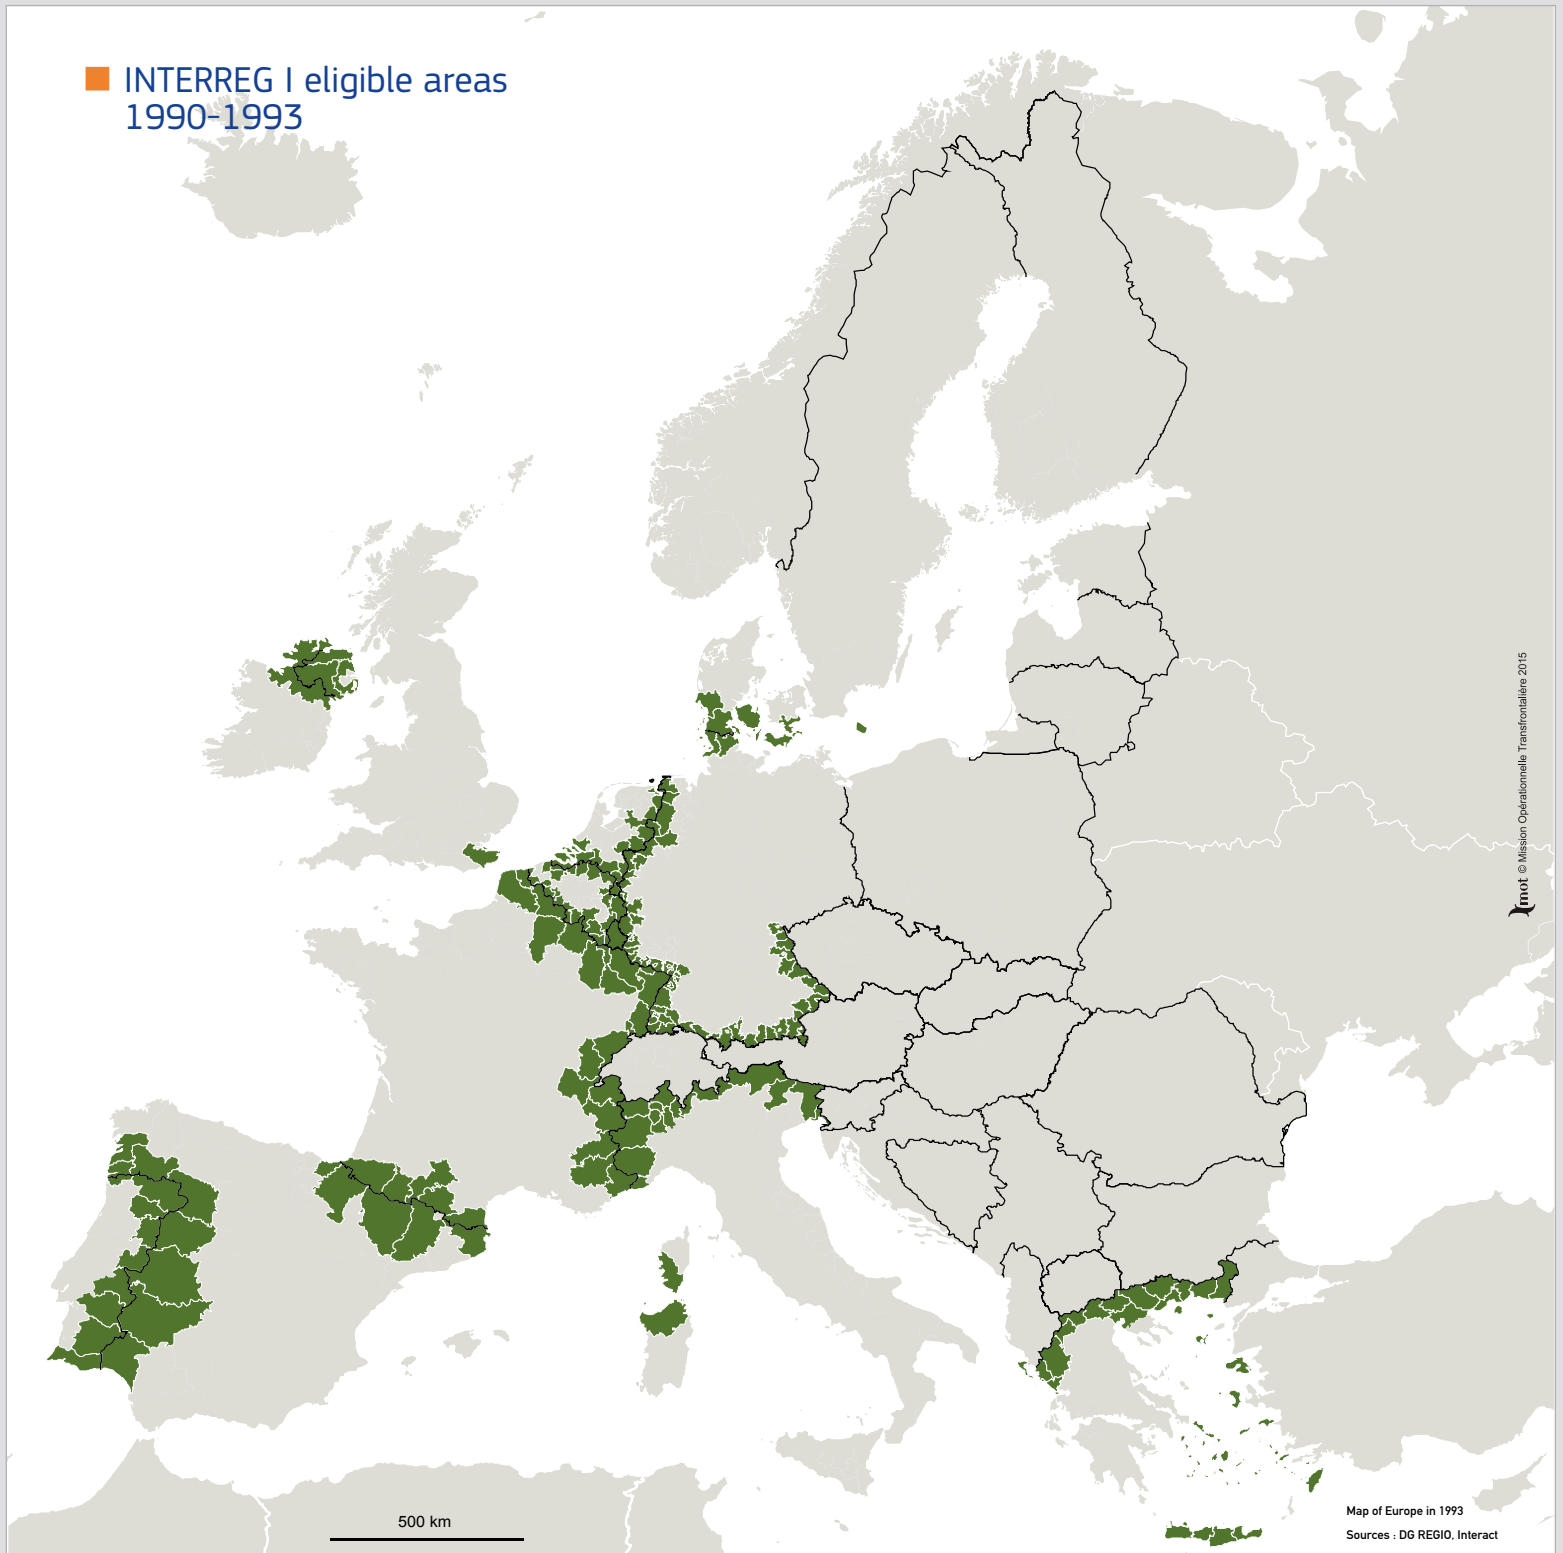 INTERREG I eligible areas
1990-1993
mot © Mission Opérationnelle Transfrontalière 2015
500 km
Map of Europe in 1993
Sources : DG REGIO, Interact